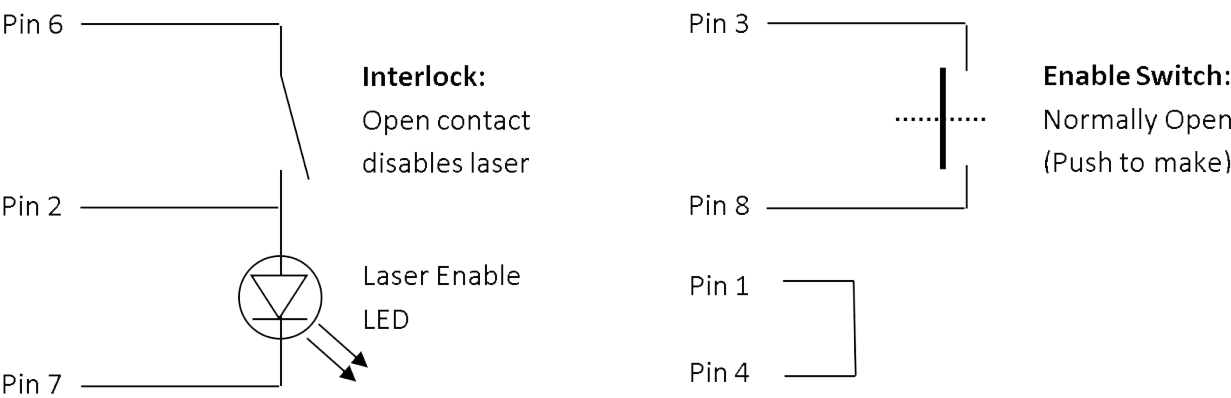 Pin 6
Interlock:
Open contact
disables laser
Pin 2
Laser Enable
LED
Pin 7
Pin 3
Enable Switch:
Normally Open
(Push to make)
Pin 8
Pin 1
Pin 4